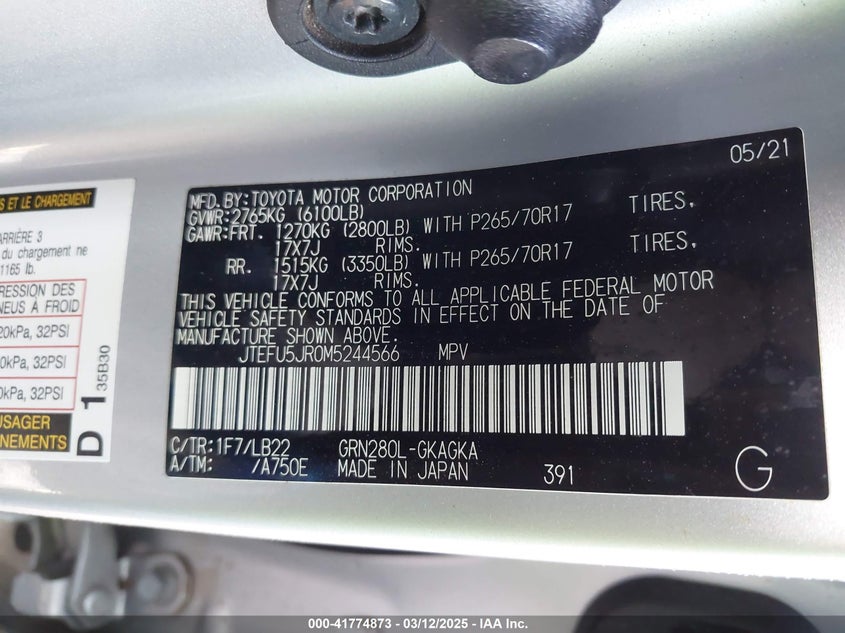 S ET LE CHARGEMENT
ARRIÈRE 3
du chargement ne
1165 lb.
RESSION DES
NEUS À FROID
20kPa, 32PSI
0kPa, 32PSI
0kPa, 32PSI
USAGER
NNEMENTS
D 1
35B30
05/21
MFD. BY: TOYOTA MOTOR CORPORATION
GVWR: 2765KG (6100LB)
GAWR: FRT. 1270KG (2800LB) WITH P265/70R17 TIRES,
17X7J RIMS.
RR. 1515KG (3350LB) WITH P265/70R17 TIRES,
17X7J RIMS.
THIS VEHICLE CONFORMS TO ALL APPLICABLE FEDERAL MOTOR
VEHICLE SAFETY STANDARDS IN EFFECT ON THE DATE OF
MANUFACTURE SHOWN ABOVE.
JTEFU5JR0M5244566 MPV
C/TR: 1F7/LB22 GRN280L-GKAGKA
A/TM: /A750E MADE IN JAPAN 391
G
000-41774873 — 03/12/2025 — IAA Inc.